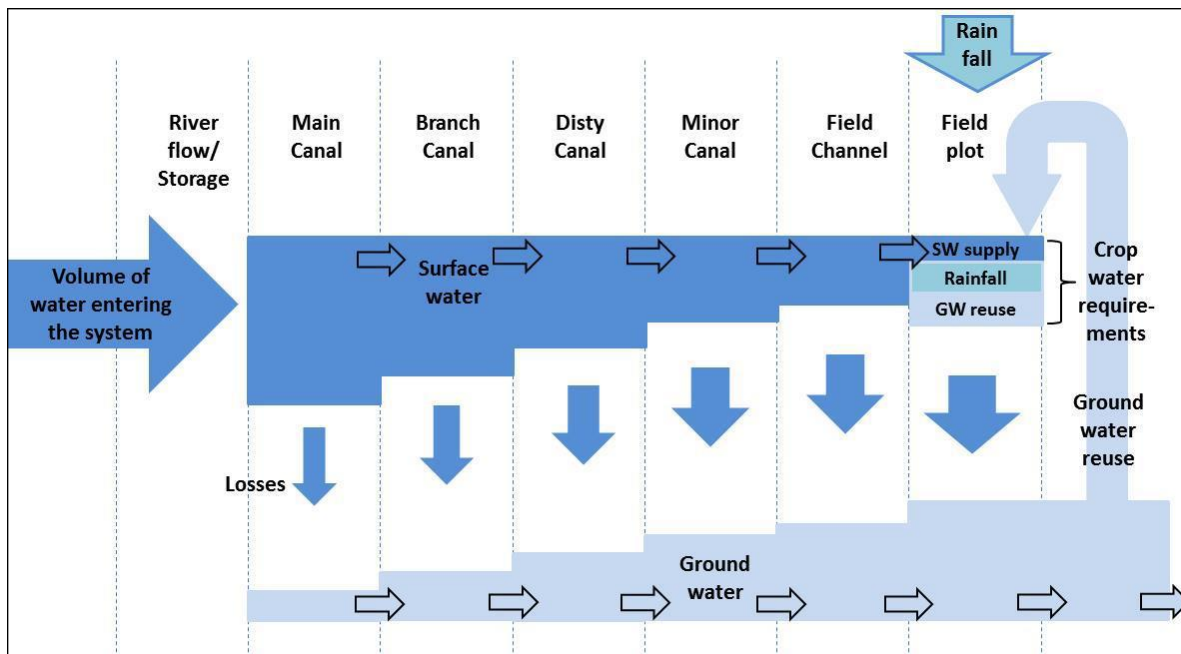 Rain
fall
River
flow/
Storage
Main
Canal
Branch
Canal
Disty
Canal
Minor
Canal
Field
Channel
Field
plot
Volume of
water entering
the system
Surface
water
SW supply
Rainfall
GW reuse
Crop
water
require-
ments
Losses
Ground
water
reuse
Ground
water